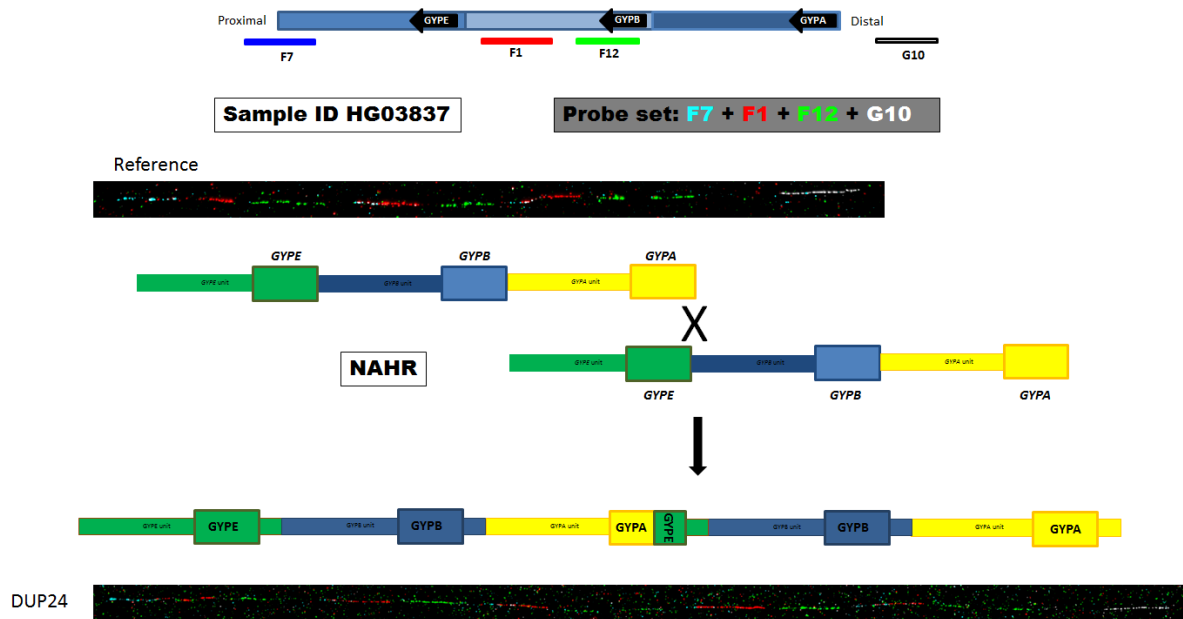 Proximal
GYPE
GYPB
GYPA
Distal
F7
F1
F12
G10
Sample ID HG03837
Probe set: F7 + F1 + F12 + G10
Reference
GYPE
GYPB
GYPA
GYPE unit
GYPB unit
GYPA unit
X
NAHR
GYPE unit
GYPB unit
GYPA unit
GYPE
GYPB
GYPA
GYPE unit
GYPE
GYPB unit
GYPB
GYPA unit
GYPA
GYPE
GYPB unit
GYPB
GYPA unit
GYPA
DUP24